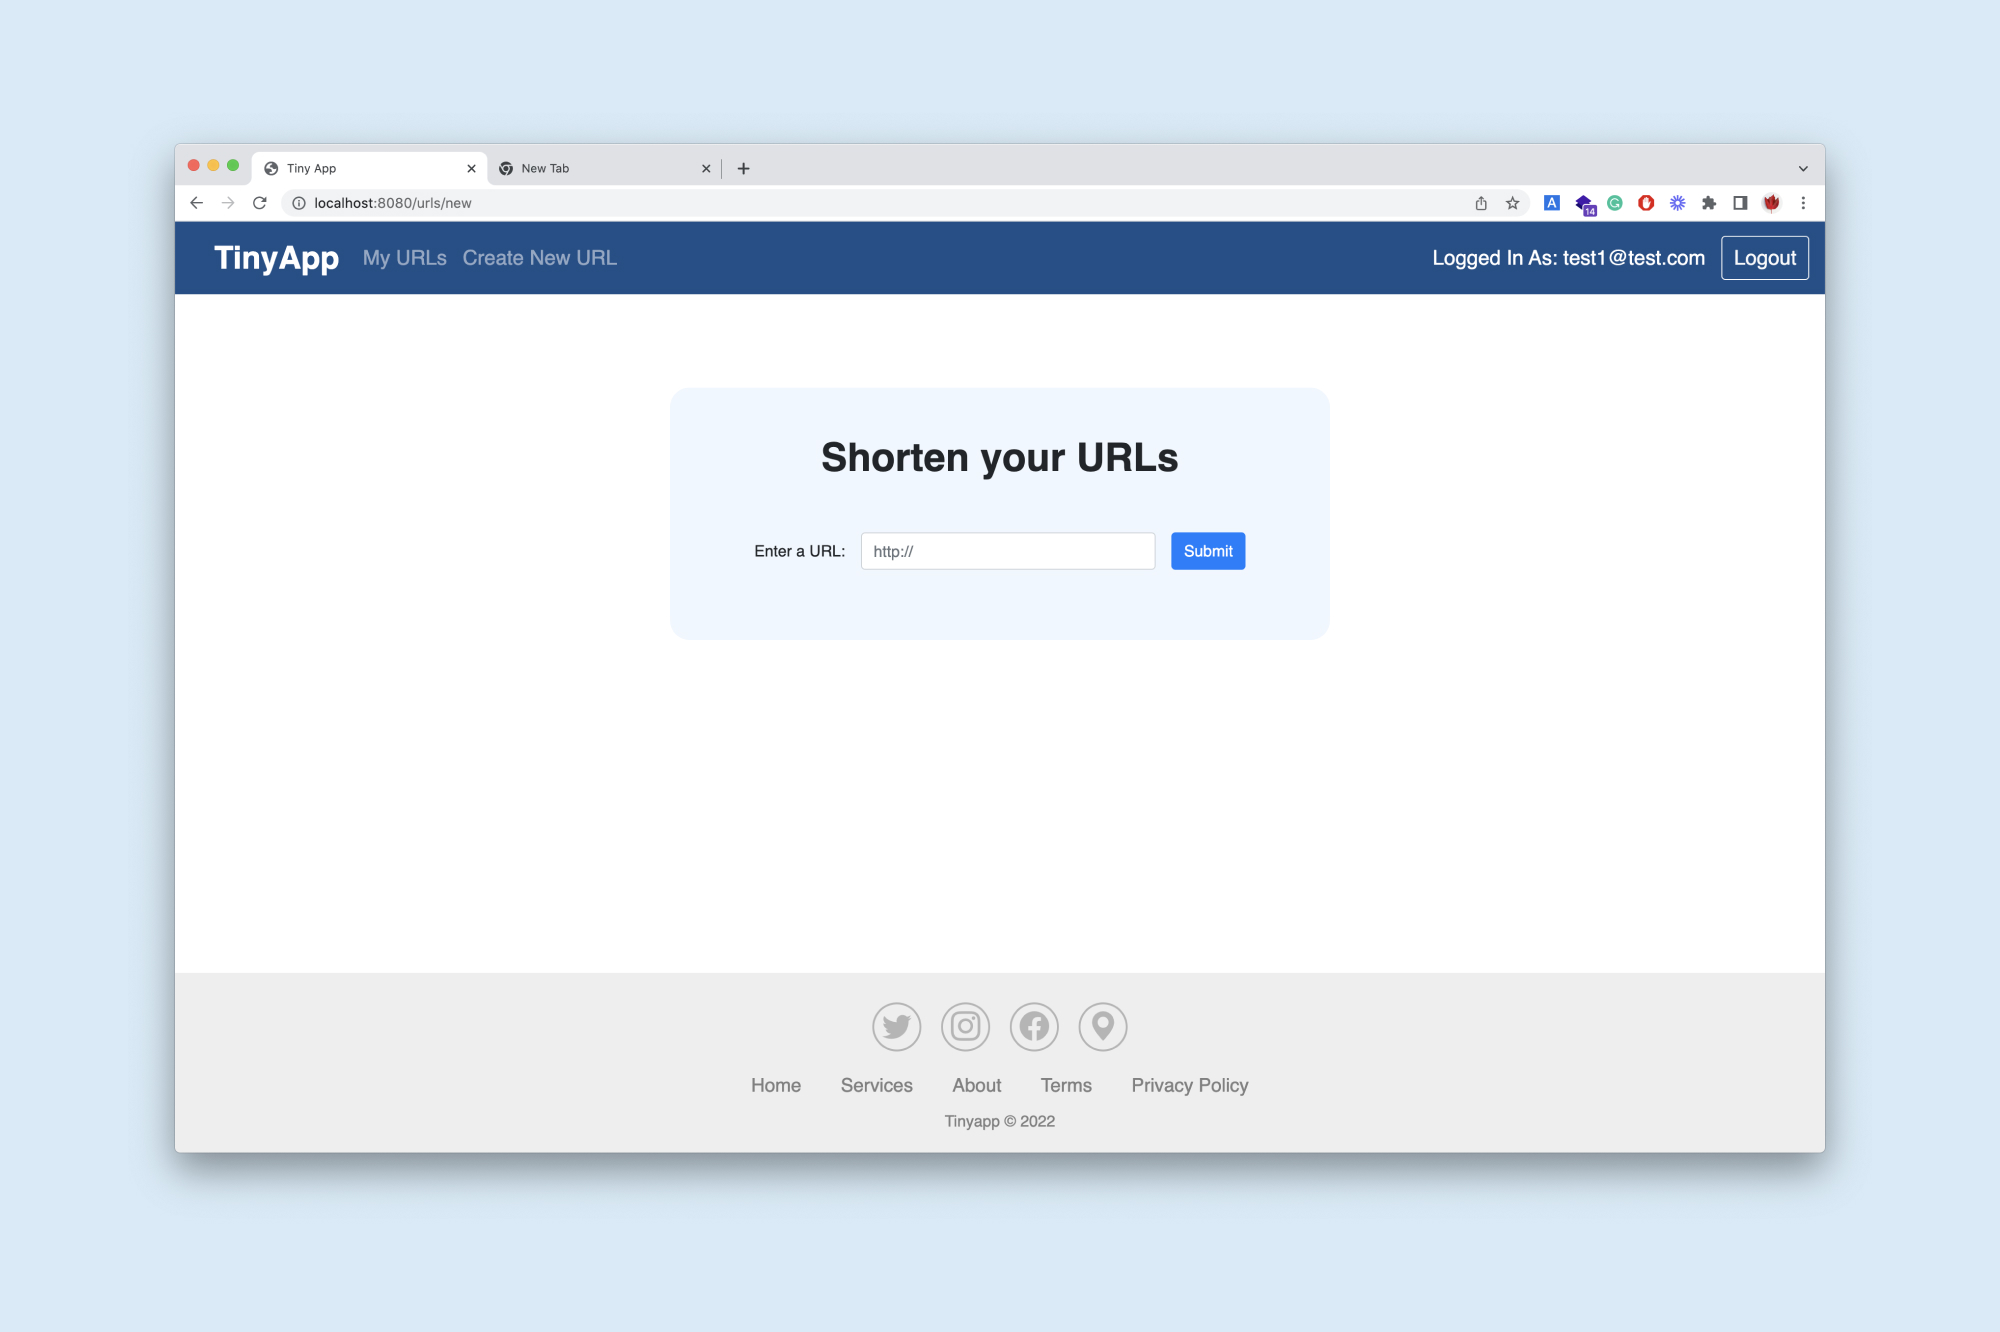 Tiny App
New Tab
localhost:8080/urls/new
A
14
TinyApp My URLs Create New URL Logged In As: test1@test.com Logout
Shorten your URLs
Enter a URL: http:// Submit
Home Services About Terms Privacy Policy
Tinyapp © 2022